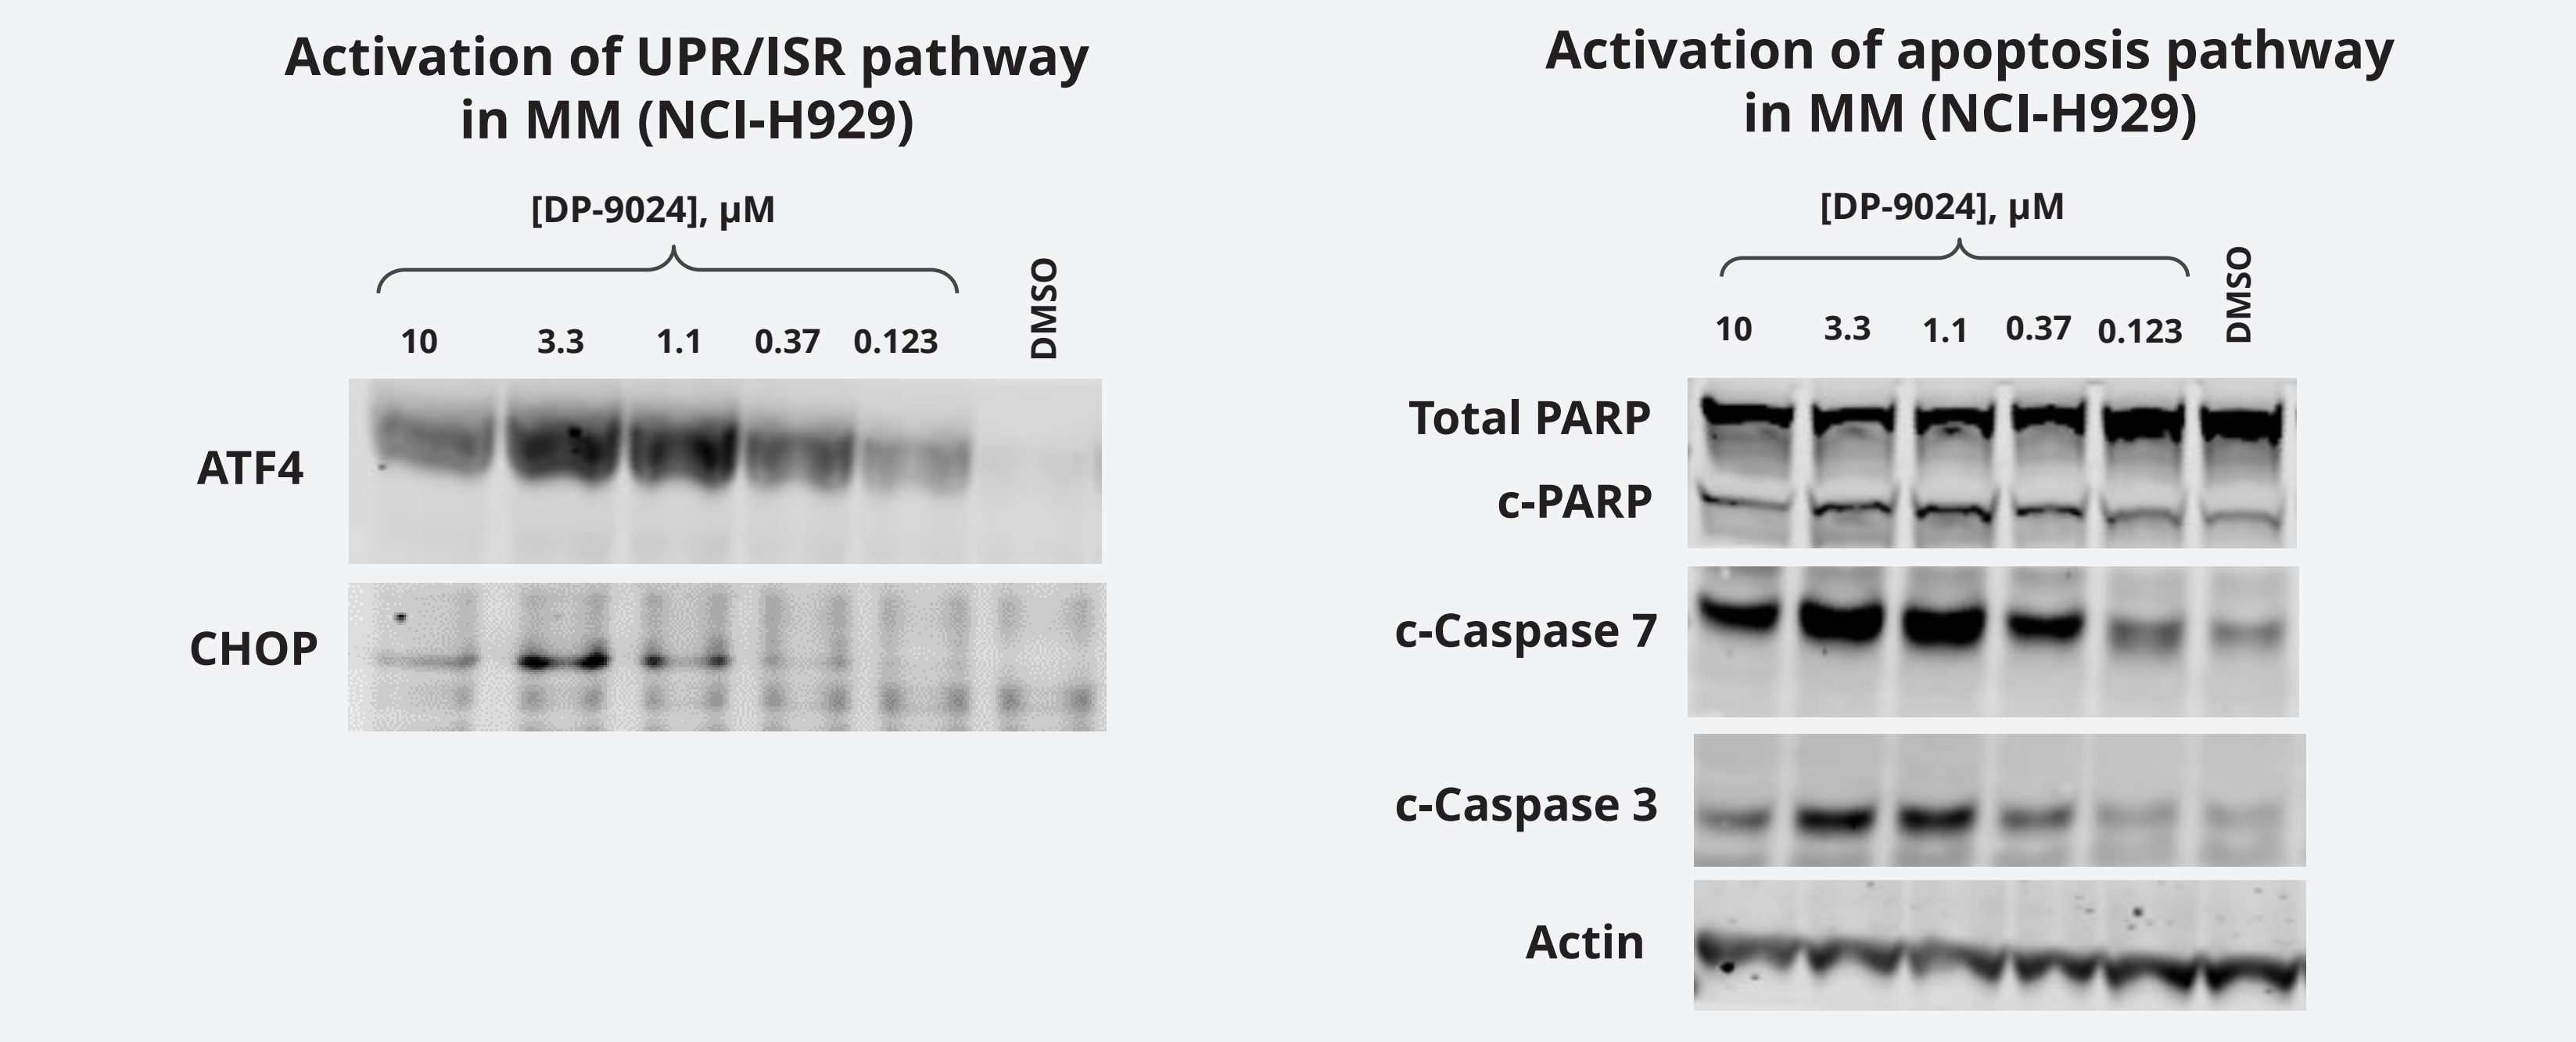 Activation of UPR/ISR pathway
in MM (NCI-H929)
[DP-9024], µM
10 3.3 1.1 0.37 0.123 DMSO
ATF4
CHOP
Activation of apoptosis pathway
in MM (NCI-H929)
[DP-9024], µM
10 3.3 1.1 0.37 0.123 DMSO
Total PARP
c-PARP
c-Caspase 7
c-Caspase 3
Actin